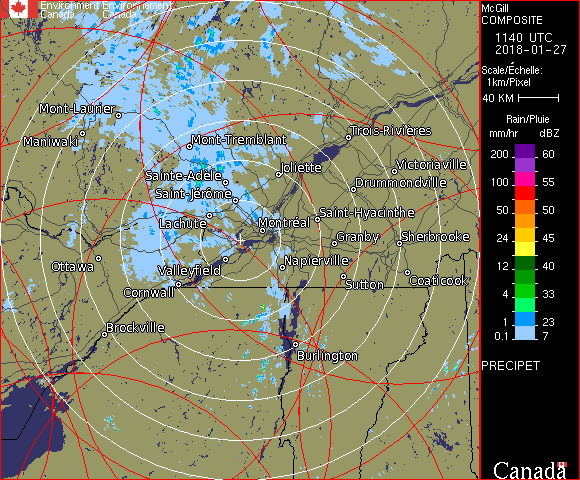 Environment Environnement
Canada Canada
McGill
COMPOSITE
1140 UTC
2018-01-27
Scale/Échelle:
1km/Pixel
40 KM
Rain/Pluie
mm/hr dBZ
200 60
100 55
50 50
24 45
12 40
4 33
1 23
0.1 7
PRECIPET
Mont-Laurier
Maniwaki
Mont-Tremblant
Trois-Rivières
Sainte-Adèle
Joliette
Victoriaville
Saint-Jérôme
Drummondville
Lachute
Montréal
Saint-Hyacinthe
Granby
Sherbrooke
Ottawa
Valleyfield
Napierville
Cornwall
Sutton
Coaticook
Brockville
Burlington
Canada